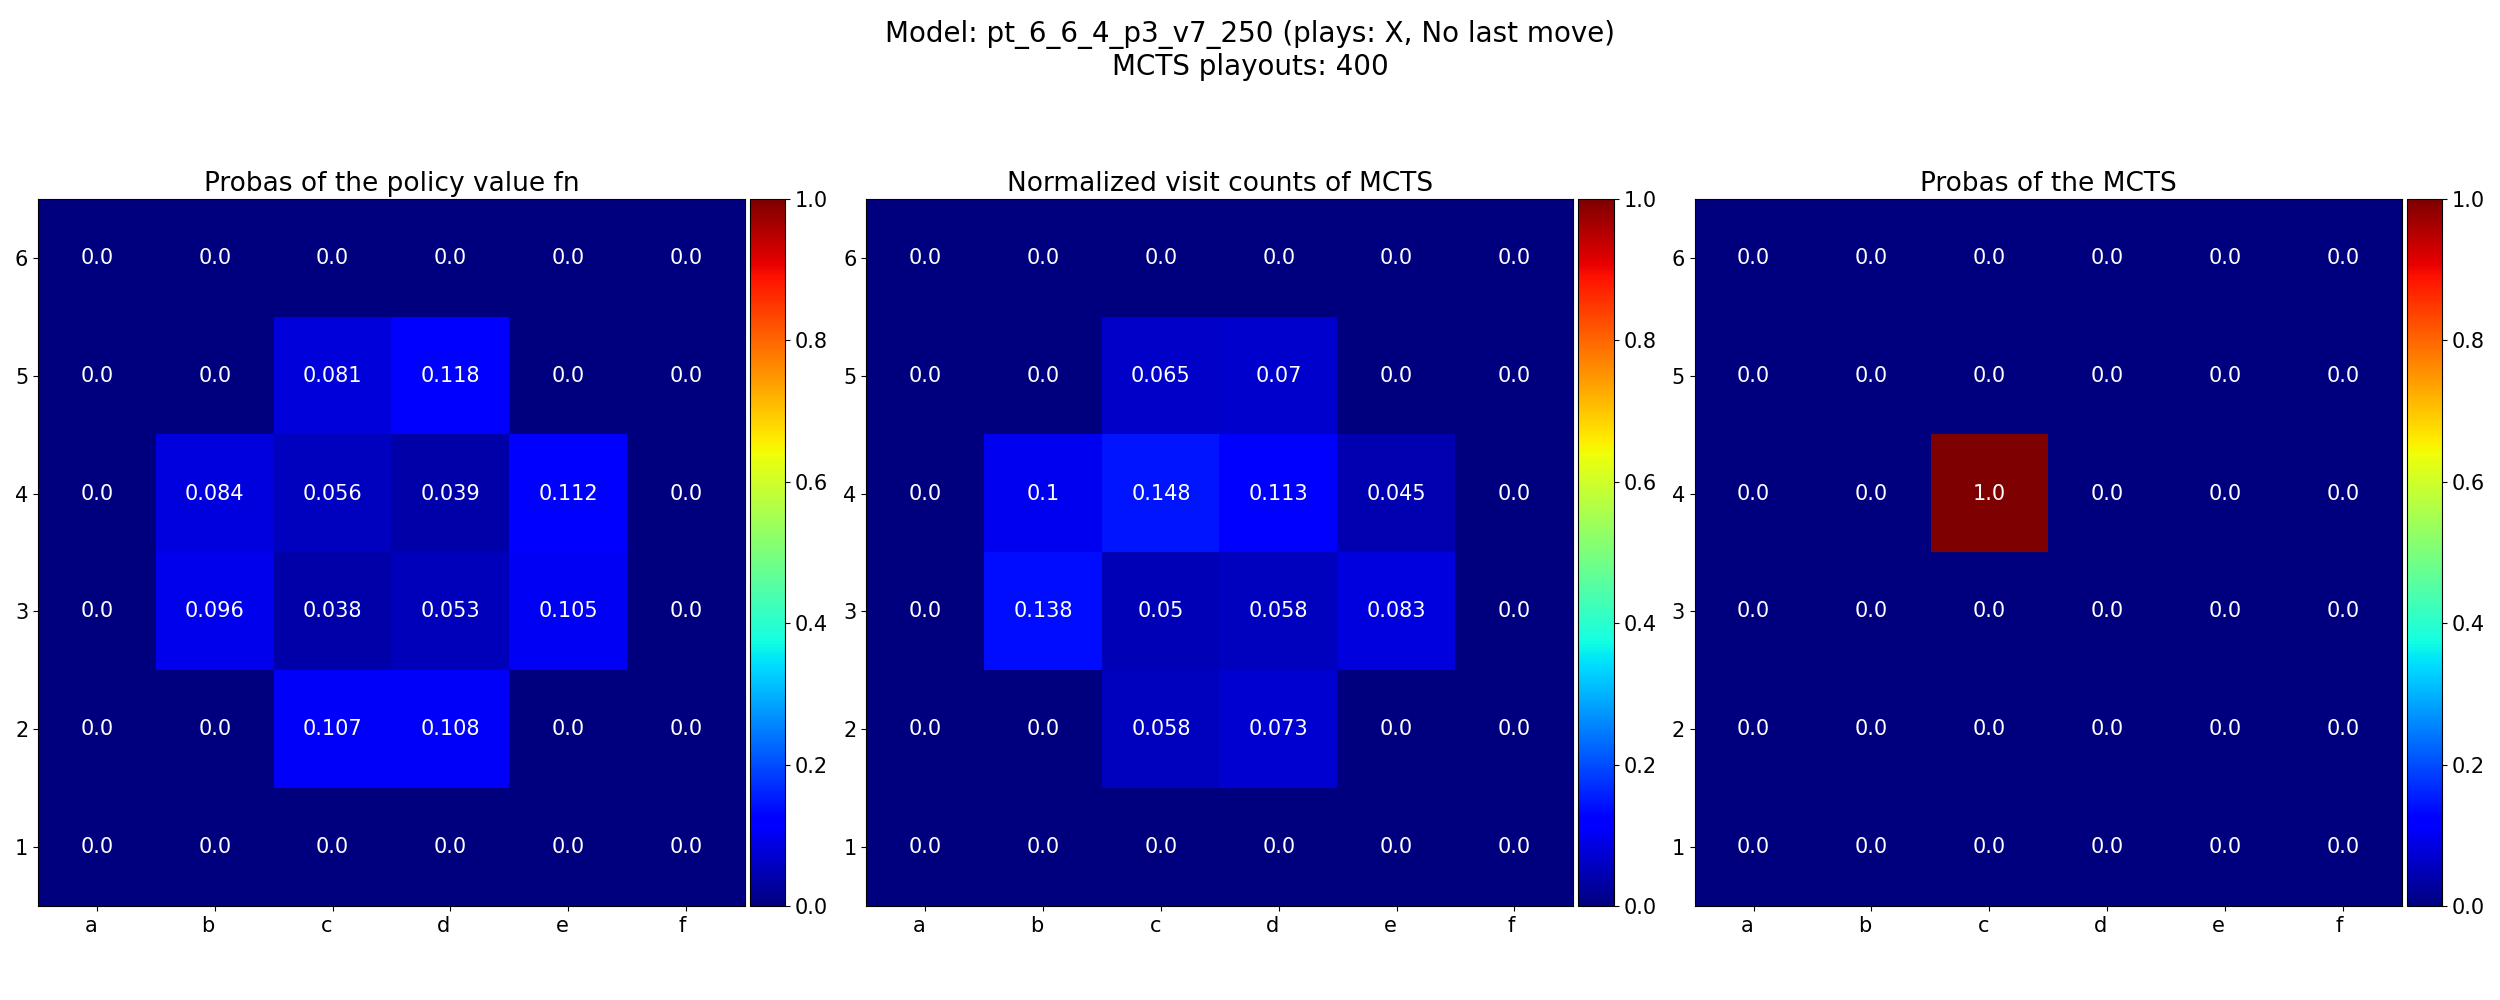 Model: pt_6_6_4_p3_v7_250 (plays: X, No last move)
MCTS playouts: 400
Probas of the policy value fn
6 0.0 0.0 0.0 0.0 0.0 0.0
5 0.0 0.0 0.081 0.118 0.0 0.0
4 0.0 0.084 0.056 0.039 0.112 0.0
3 0.0 0.096 0.038 0.053 0.105 0.0
2 0.0 0.0 0.107 0.108 0.0 0.0
1 0.0 0.0 0.0 0.0 0.0 0.0
a b c d e f
1.0
0.8
0.6
0.4
0.2
0.0
Normalized visit counts of MCTS
6 0.0 0.0 0.0 0.0 0.0 0.0
5 0.0 0.0 0.065 0.07 0.0 0.0
4 0.0 0.1 0.148 0.113 0.045 0.0
3 0.0 0.138 0.05 0.058 0.083 0.0
2 0.0 0.0 0.058 0.073 0.0 0.0
1 0.0 0.0 0.0 0.0 0.0 0.0
a b c d e f
1.0
0.8
0.6
0.4
0.2
0.0
Probas of the MCTS
6 0.0 0.0 0.0 0.0 0.0 0.0
5 0.0 0.0 0.0 0.0 0.0 0.0
4 0.0 0.0 1.0 0.0 0.0 0.0
3 0.0 0.0 0.0 0.0 0.0 0.0
2 0.0 0.0 0.0 0.0 0.0 0.0
1 0.0 0.0 0.0 0.0 0.0 0.0
a b c d e f
1.0
0.8
0.6
0.4
0.2
0.0